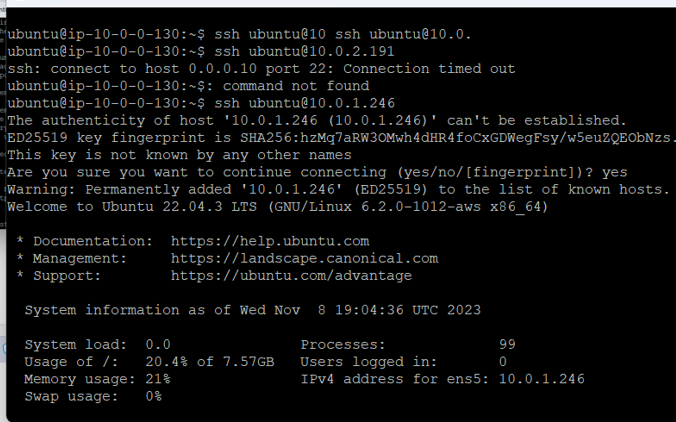 ubuntu@ip-10-0-0-130:~$ ssh ubuntu@10 ssh ubuntu@10.0.
ubuntu@ip-10-0-0-130:~$ ssh ubuntu@10.0.2.191
ssh: connect to host 0.0.0.10 port 22: Connection timed out
ubuntu@ip-10-0-0-130:~$: command not found
ubuntu@ip-10-0-0-130:~$ ssh ubuntu@10.0.1.246
The authenticity of host '10.0.1.246 (10.0.1.246)' can't be established.
ED25519 key fingerprint is SHA256:hzMq7aRW3OMwh4dHR4foCxGDWegFsy/w5euZQEObNzs.
This key is not known by any other names
Are you sure you want to continue connecting (yes/no/[fingerprint])? yes
Warning: Permanently added '10.0.1.246' (ED25519) to the list of known hosts.
Welcome to Ubuntu 22.04.3 LTS (GNU/Linux 6.2.0-1012-aws x86_64)
* Documentation: https://help.ubuntu.com
* Management: https://landscape.canonical.com
* Support: https://ubuntu.com/advantage
System information as of Wed Nov 8 19:04:36 UTC 2023
System load: 0.0 Processes: 99
Usage of /: 20.4% of 7.57GB Users logged in: 0
Memory usage: 21% IPv4 address for ens5: 10.0.1.246
Swap usage: 0%